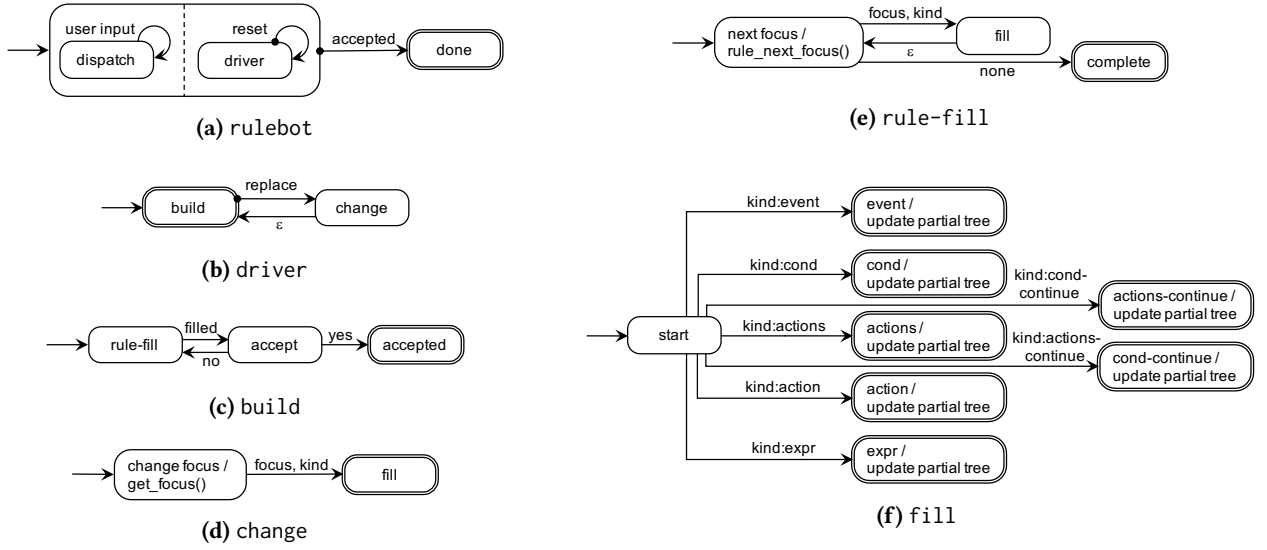 user input
dispatch
reset
driver
accepted
done
(a) rulebot
build
replace
ε
change
(b) driver
rule-fill
filled
no
accept
yes
accepted
(c) build
change focus /
get_focus()
focus, kind
fill
(d) change
next focus /
rule_next_focus()
focus, kind
ε
fill
none
complete
(e) rule-fill
start
kind:event
event /
update partial tree
kind:cond
cond /
update partial tree
kind:cond-
continue
actions-continue /
update partial tree
kind:actions
actions /
update partial tree
kind:actions-
continue
cond-continue /
update partial tree
kind:action
action /
update partial tree
kind:expr
expr /
update partial tree
(f) fill